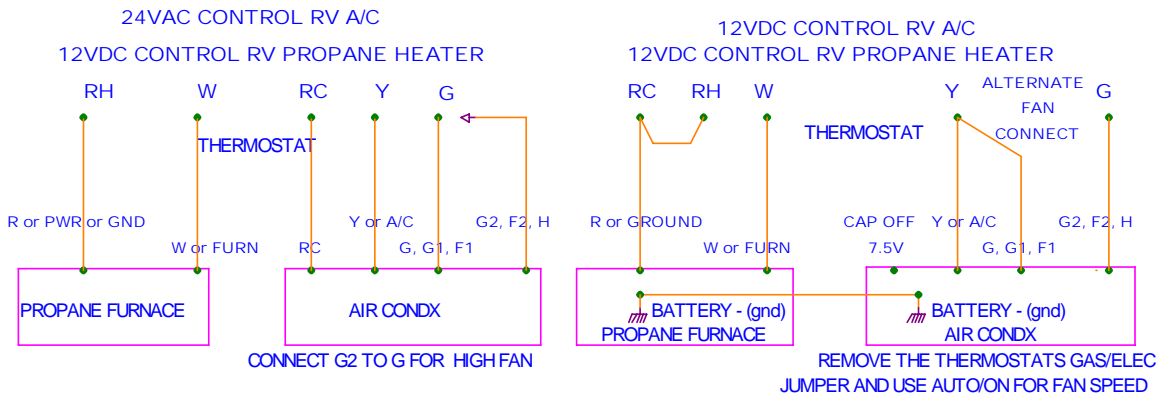 24VAC CONTROL RV A/C
12VDC CONTROL RV PROPANE HEATER
RH W RC Y G
THERMOSTAT
R or PWR or GND Y or A/C G2, F2, H
W or FURN RC G, G1, F1
PROPANE FURNACE AIR CONDX
CONNECT G2 TO G FOR HIGH FAN
12VDC CONTROL RV A/C
12VDC CONTROL RV PROPANE HEATER
RC RH W Y ALTERNATE G
FAN
THERMOSTAT CONNECT
R or GROUND CAP OFF Y or A/C G2, F2, H
W or FURN 7.5V G, G1, F1
BATTERY - (gnd) BATTERY - (gnd)
PROPANE FURNACE AIR CONDX
REMOVE THE THERMOSTATS GAS/ELEC
JUMPER AND USE AUTO/ON FOR FAN SPEED